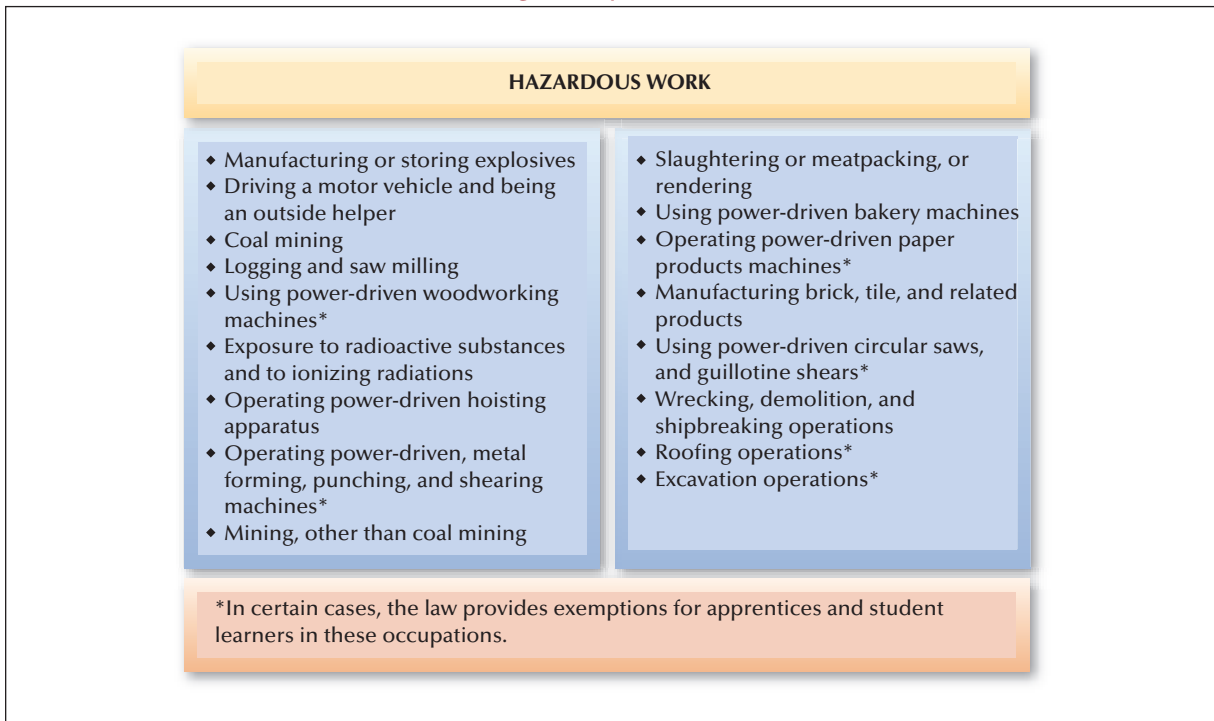 HAZARDOUS WORK
◆ Manufacturing or storing explosives
◆ Driving a motor vehicle and being
an outside helper
◆ Coal mining
◆ Logging and saw milling
◆ Using power-driven woodworking
machines*
◆ Exposure to radioactive substances
and to ionizing radiations
◆ Operating power-driven hoisting
apparatus
◆ Operating power-driven, metal
forming, punching, and shearing
machines*
◆ Mining, other than coal mining
◆ Slaughtering or meatpacking, or
rendering
◆ Using power-driven bakery machines
◆ Operating power-driven paper
products machines*
◆ Manufacturing brick, tile, and related
products
◆ Using power-driven circular saws,
and guillotine shears*
◆ Wrecking, demolition, and
shipbreaking operations
◆ Roofing operations*
◆ Excavation operations*
*In certain cases, the law provides exemptions for apprentices and student
learners in these occupations.